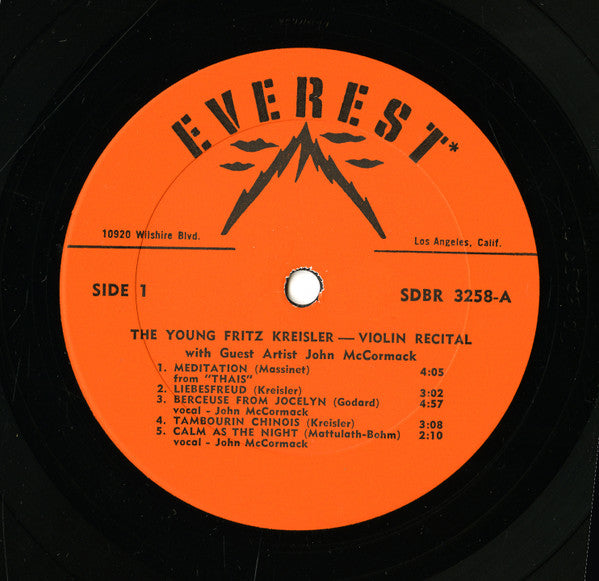 EVEREST*
10920 Wilshire Blvd.
Los Angeles, Calif.
SIDE 1
SDBR 3258-A
THE YOUNG FRITZ KREISLER — VIOLIN RECITAL
with Guest Artist John McCormack
1. MEDITATION (Massinet) 4:05
from "THAIS"
2. LIEBESFREUD (Kreisler) 3:02
3. BERCEUSE FROM JOCELYN (Godard) 4:57
vocal - John McCormack
4. TAMBOURIN CHINOIS (Kreisler) 3:08
5. CALM AS THE NIGHT (Mattulath-Bohm) 2:10
vocal - John McCormack